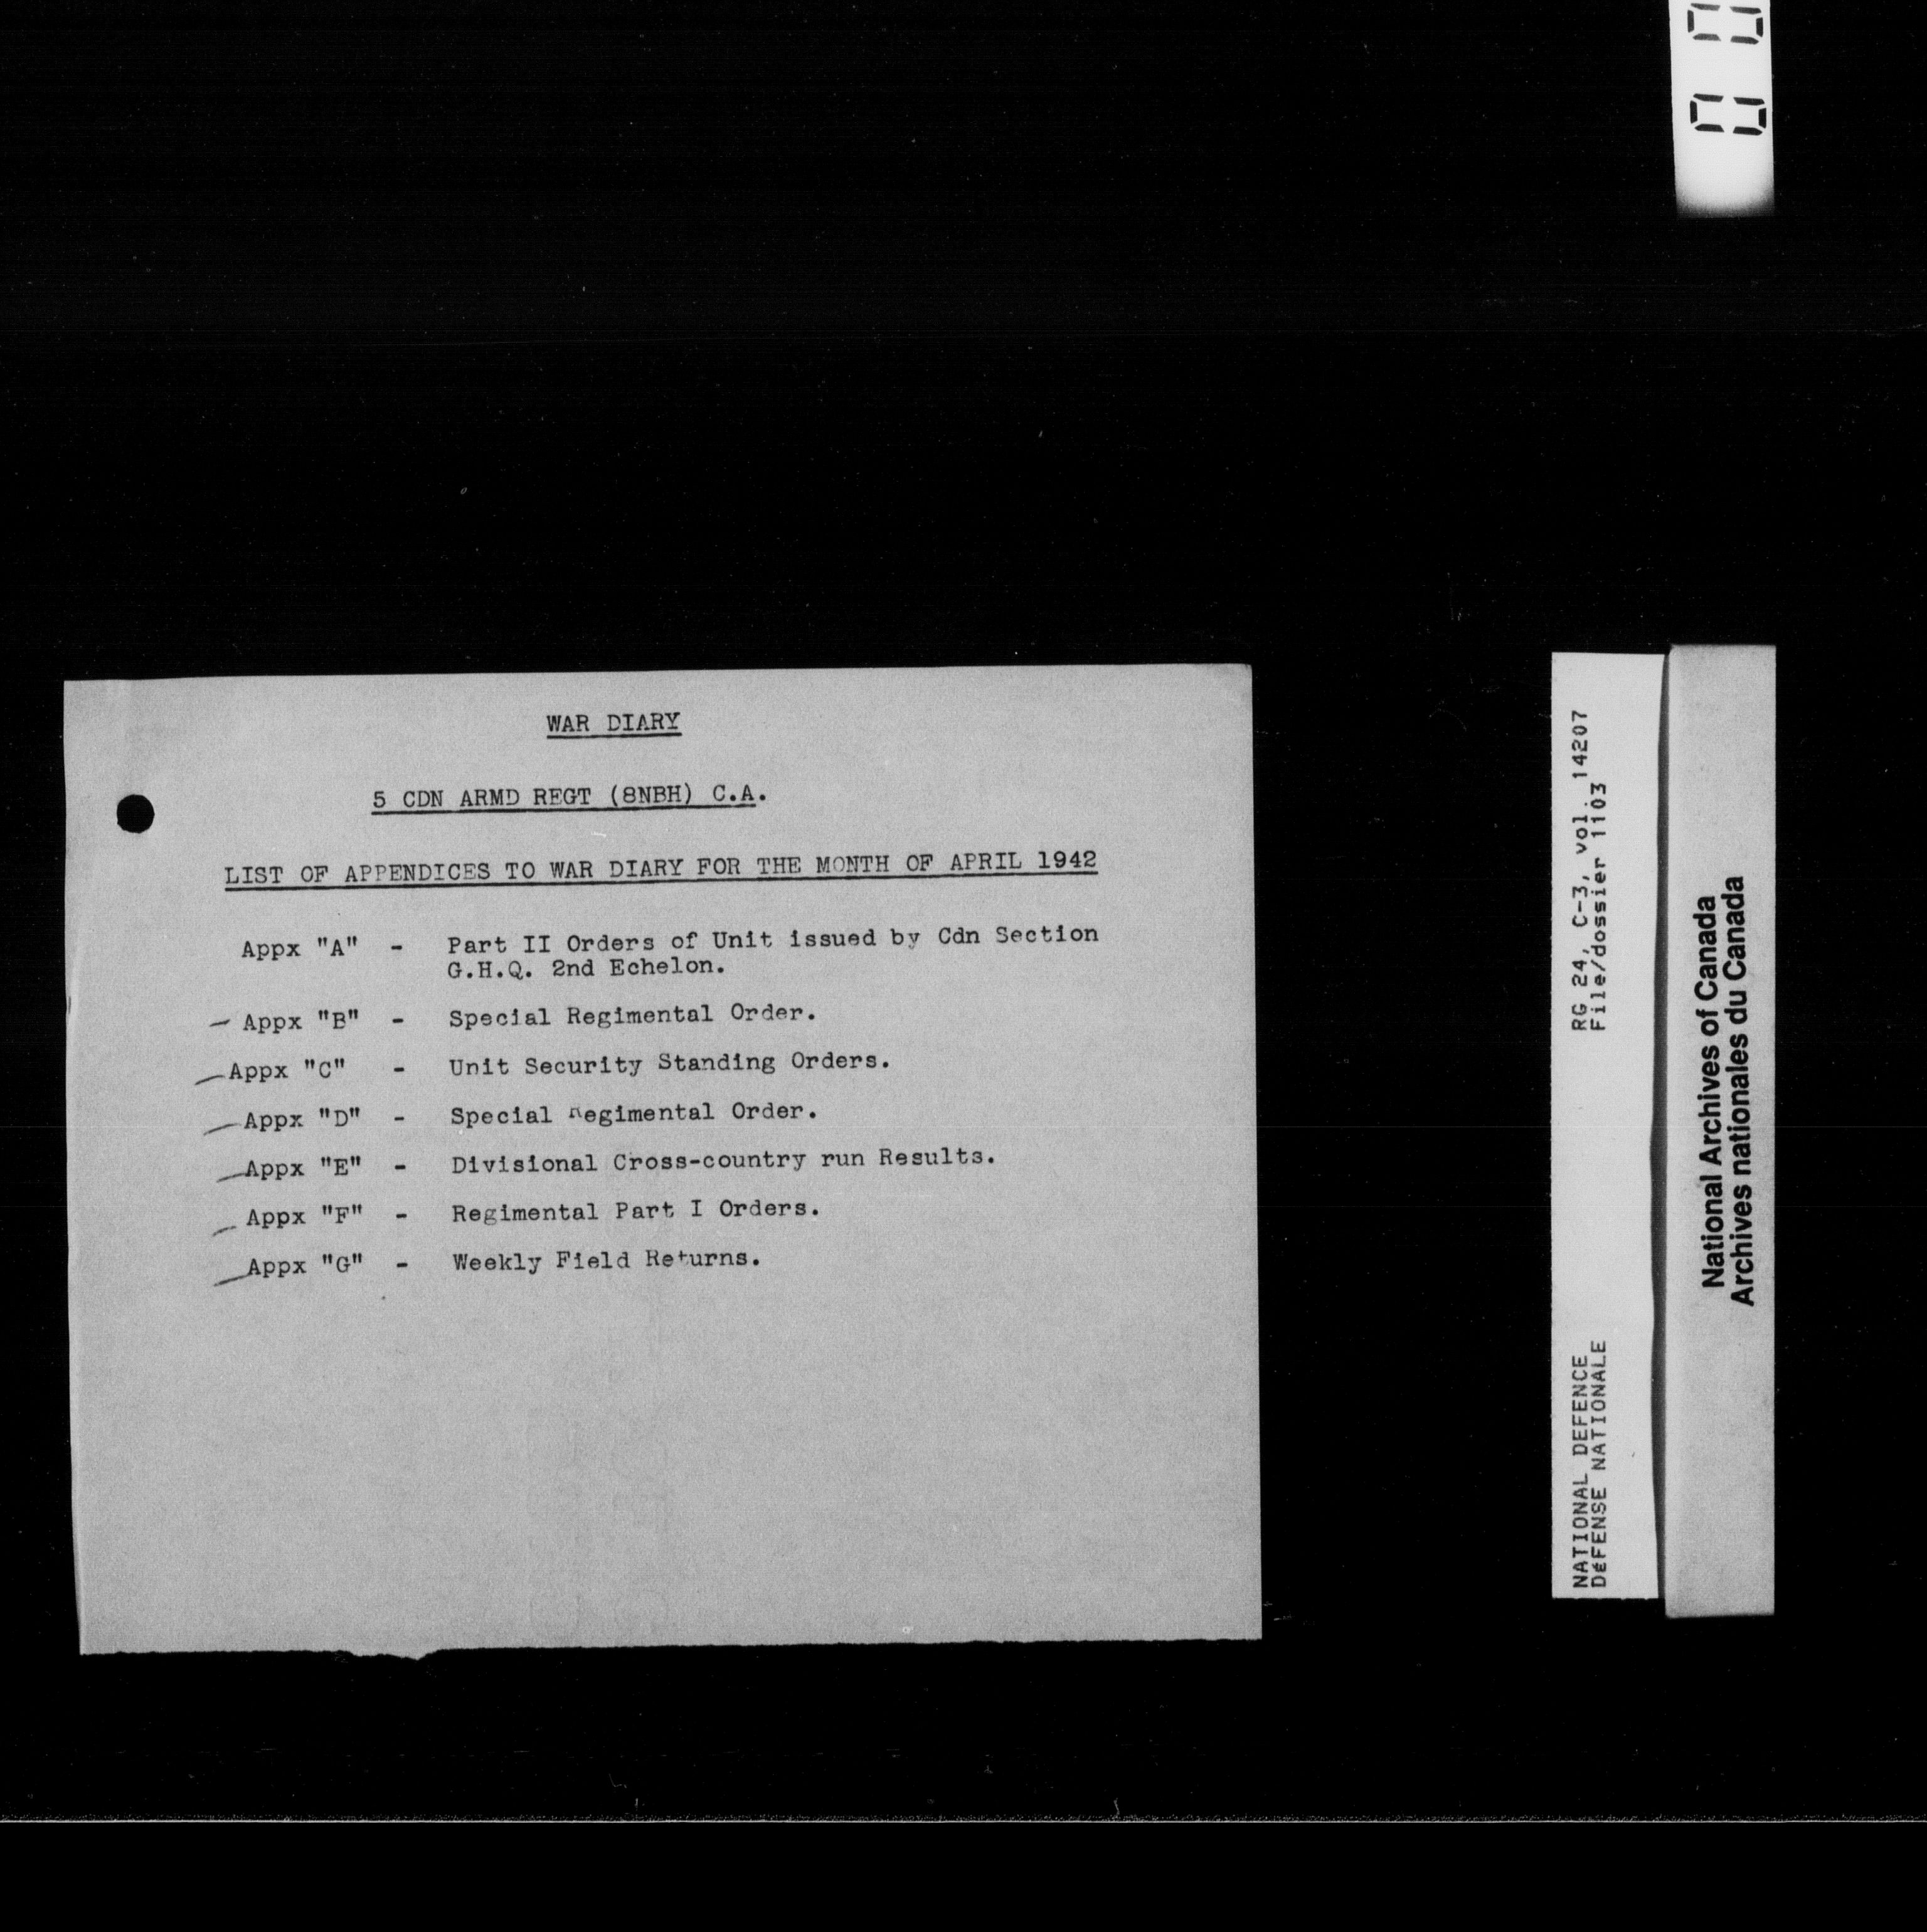 WAR DIARY
5 CDN ARMD REGT (8NBH) C.A.
LIST OF APPENDICES TO WAR DIARY FOR THE MONTH OF APRIL 1942
Appx "A" - Part II Orders of Unit issued by Cdn Section
G.H.Q. 2nd Echelon.
Appx "B" - Special Regimental Order.
Appx "C" - Unit Security Standing Orders.
Appx "D" - Special Regimental Order.
Appx "E" - Divisional Cross-country run Results.
Appx "F" - Regimental Part I Orders.
Appx "G" - Weekly Field Returns.
NATIONAL DEFENCE RG 24, C-3, vol. 14207
DéFENSE NATIONALE File/dossier 1103
National Archives of Canada
Archives nationales du Canada